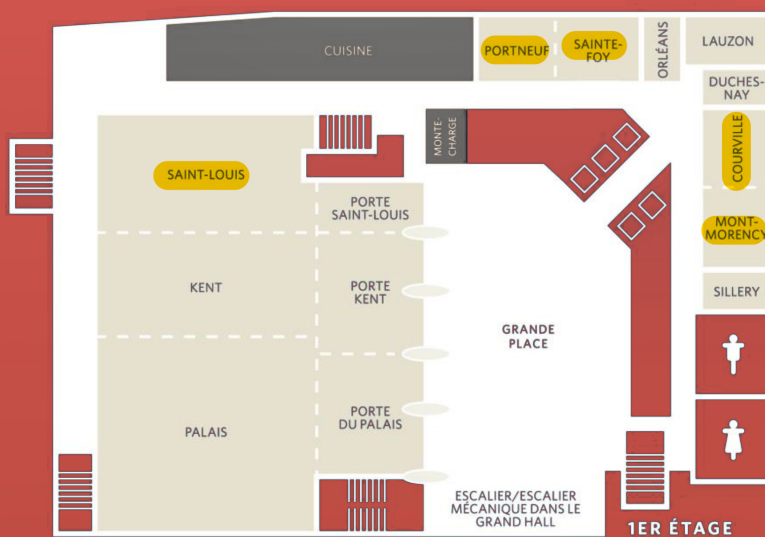 CUISINE
PORTNEUF
SAINTE-
FOY
ORLÉANS
LAUZON
DUCHES-
NAY
COURVILLE
MONT-
MORENCY
SILLERY
MONTE-
CHARGE
SAINT-LOUIS
PORTE
SAINT-LOUIS
KENT
PORTE
KENT
GRANDE
PLACE
PALAIS
PORTE
DU PALAIS
ESCALIER/ESCALIER
MÉCANIQUE DANS LE
GRAND HALL
1ER ÉTAGE